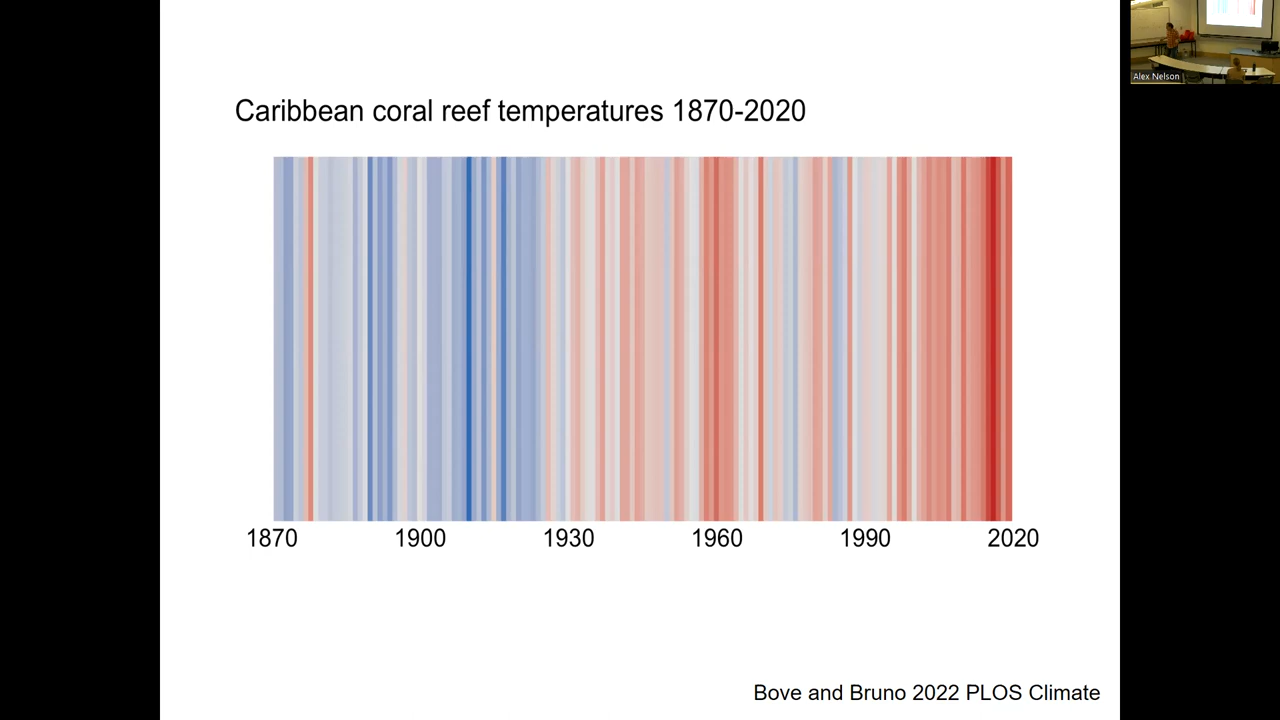 Caribbean coral reef temperatures 1870-2020
1870 1900 1930 1960 1990 2020
Bove and Bruno 2022 PLOS Climate
Alex Nelson